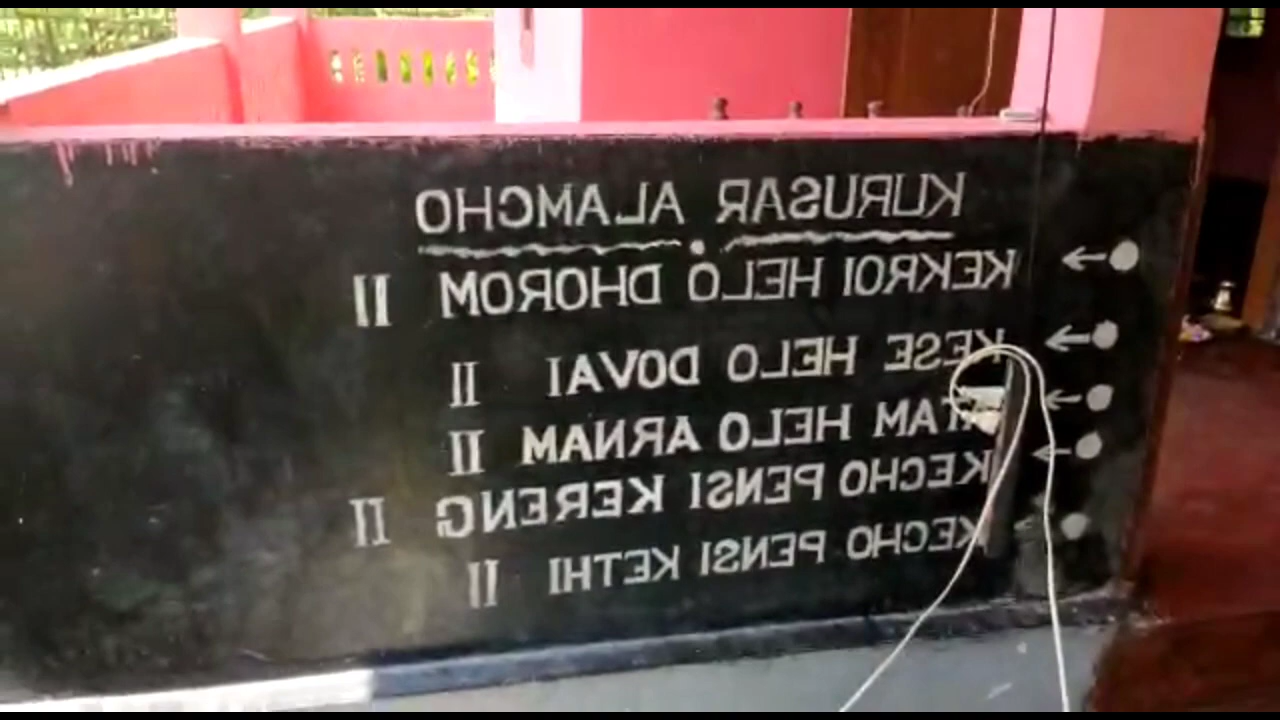 KURUSAR ALAMCHO
KEKROI HELO DHOROM II
KESE HELO DOVAI II
HELO ARNAM II
KECHO PENSI KERENG II
KECHO PENSI KETHI II